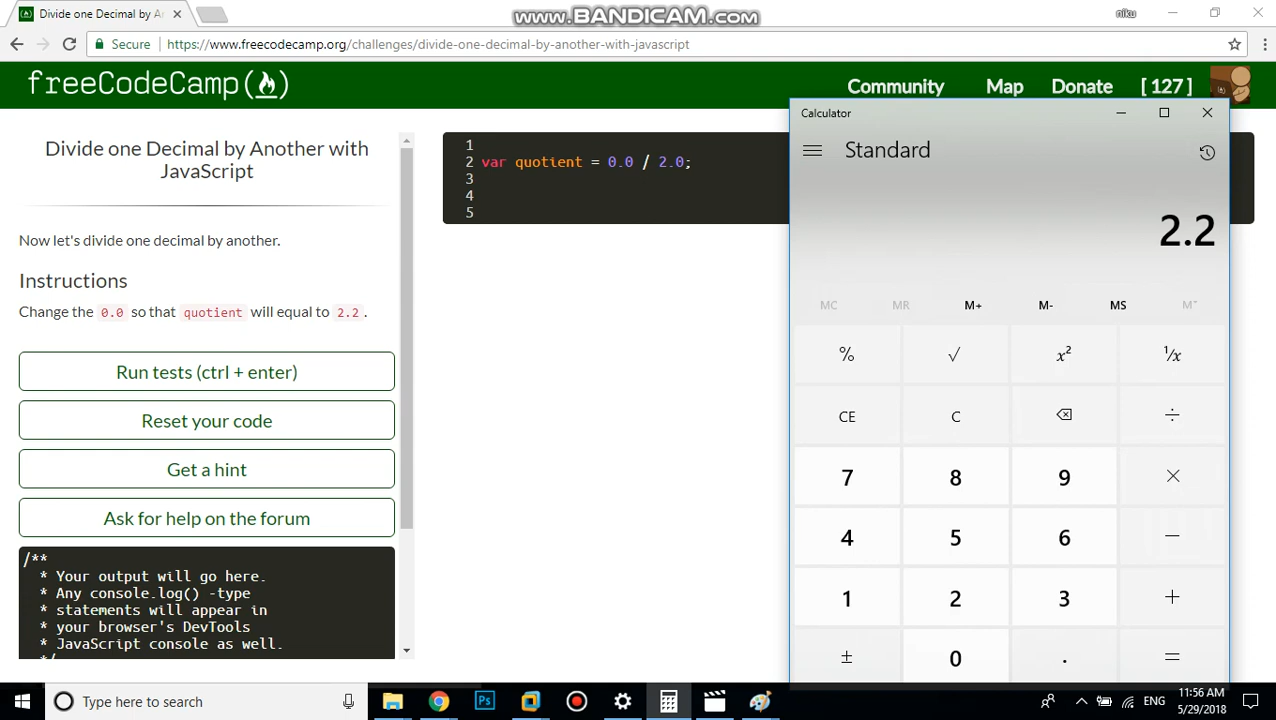 Divide one Decimal by A
www.BANDICAM.com
niku
Secure
https://www.freecodecamp.org/challenges/divide-one-decimal-by-another-with-javascript
freeCodeCamp
Community
Map
Donate
[ 127 ]
Divide one Decimal by Another with
JavaScript
Now let's divide one decimal by another.
Instructions
Change the 0.0 so that quotient will equal to 2.2 .
Run tests (ctrl + enter)
Reset your code
Get a hint
Ask for help on the forum
/**
* Your output will go here.
* Any console.log() -type
* statements will appear in
* your browser's DevTools
* JavaScript console as well.
*/
1
2 var quotient = 0.0 / 2.0;
3
4
5
Calculator
Standard
2.2
MC MR M+ M- MS M˅
% √ x² ¹/x
CE C ⌫ ÷
7 8 9 ×
4 5 6 −
1 2 3 +
± 0 . =
Type here to search
Ps
ENG
11:56 AM
5/29/2018